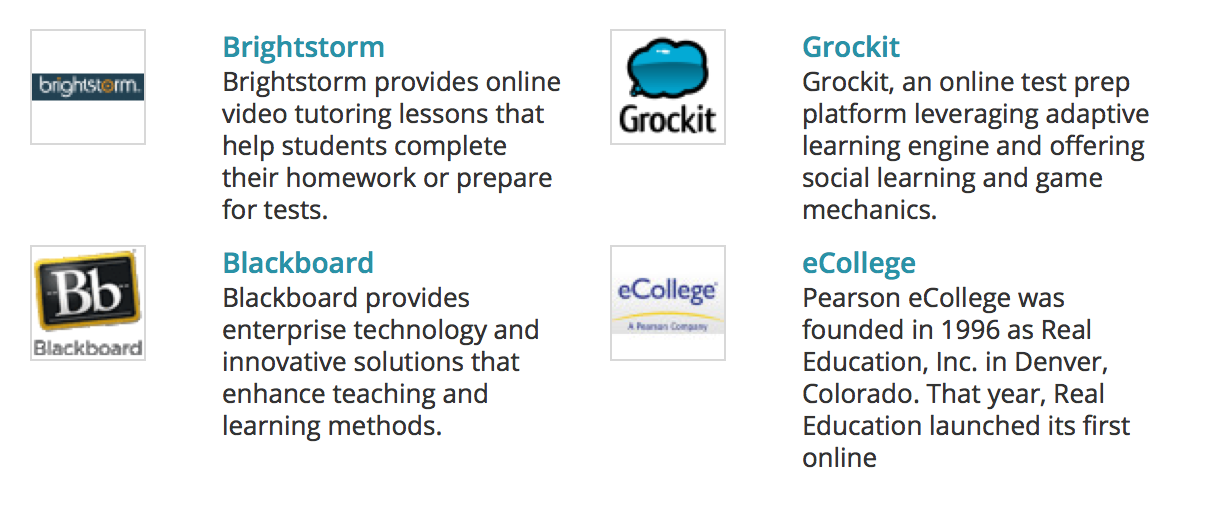 brightstorm.
Brightstorm
Brightstorm provides online
video tutoring lessons that
help students complete
their homework or prepare
for tests.
Grockit
Grockit
Grockit, an online test prep
platform leveraging adaptive
learning engine and offering
social learning and game
mechanics.
Bb
Blackboard
Blackboard
Blackboard provides
enterprise technology and
innovative solutions that
enhance teaching and
learning methods.
eCollege
A Pearson Company
eCollege
Pearson eCollege was
founded in 1996 as Real
Education, Inc. in Denver,
Colorado. That year, Real
Education launched its first
online